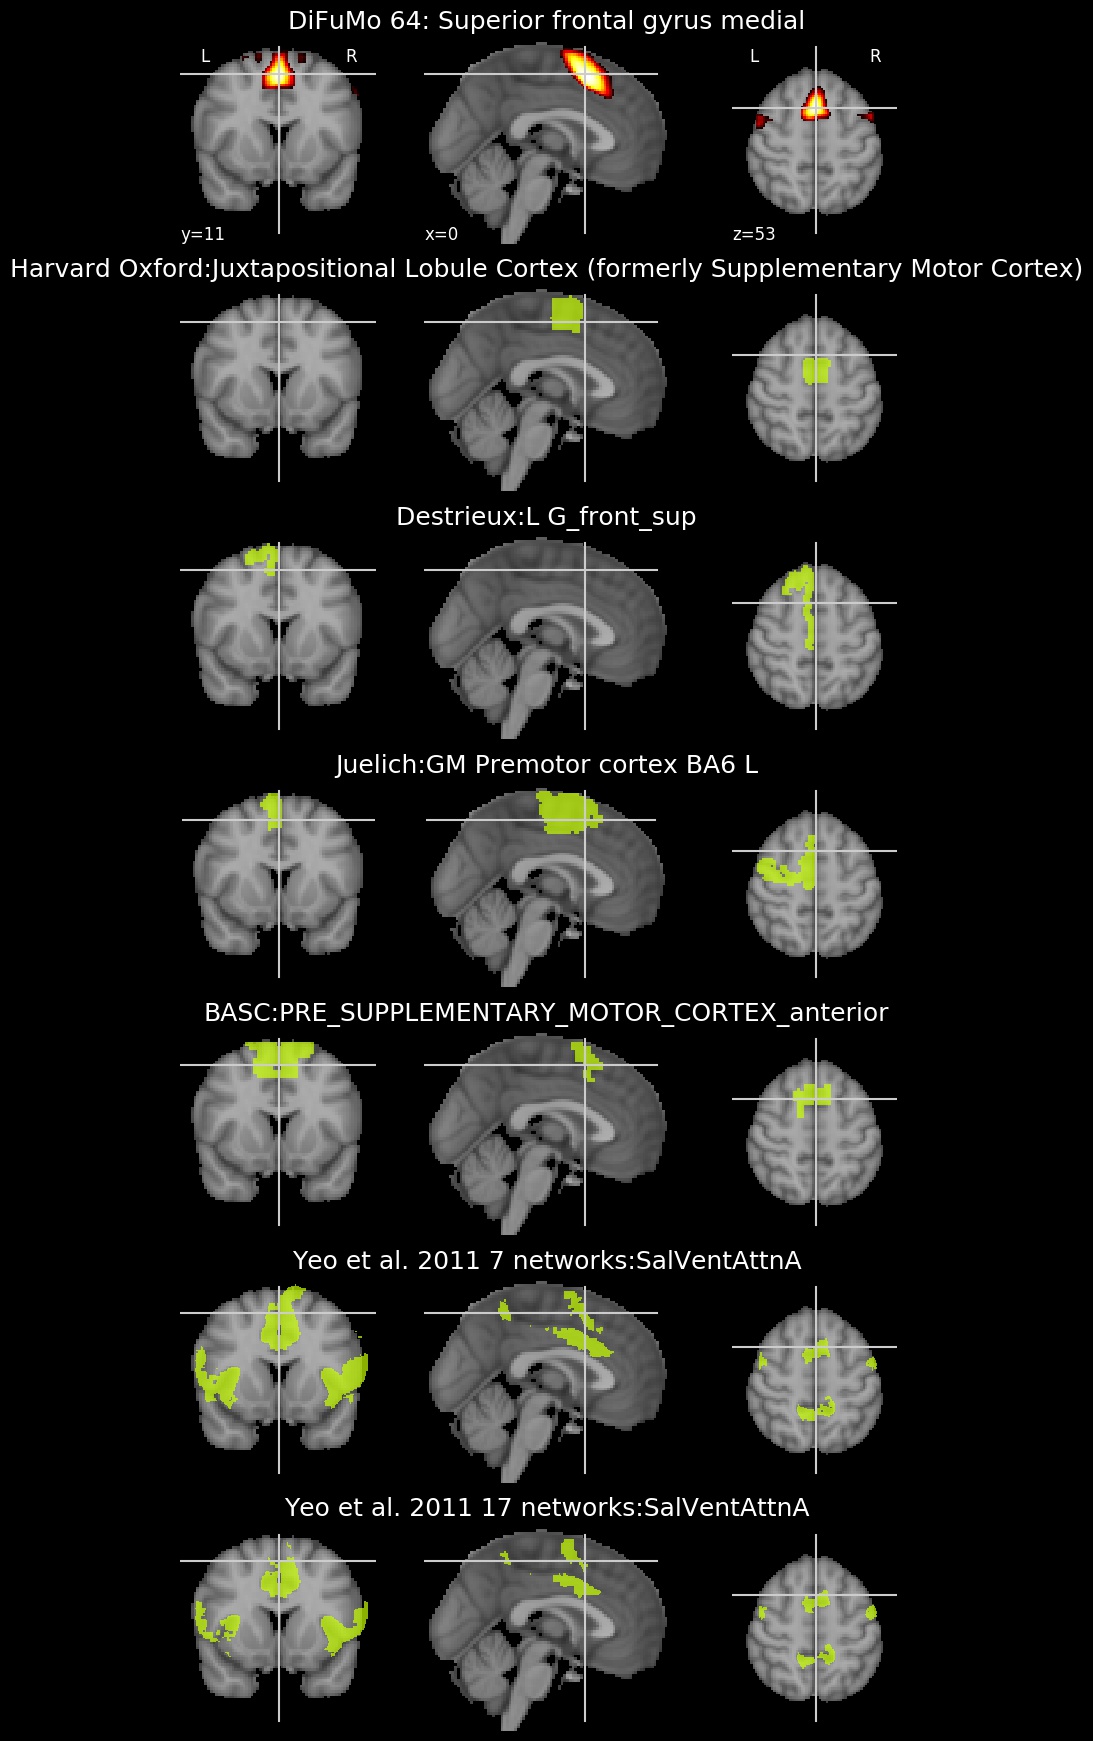 DiFuMo 64: Superior frontal gyrus medial
L R L R
y=11 x=0 z=53
Harvard Oxford:Juxtapositional Lobule Cortex (formerly Supplementary Motor Cortex)
Destrieux:L G_front_sup
Juelich:GM Premotor cortex BA6 L
BASC:PRE_SUPPLEMENTARY_MOTOR_CORTEX_anterior
Yeo et al. 2011 7 networks:SalVentAttnA
Yeo et al. 2011 17 networks:SalVentAttnA